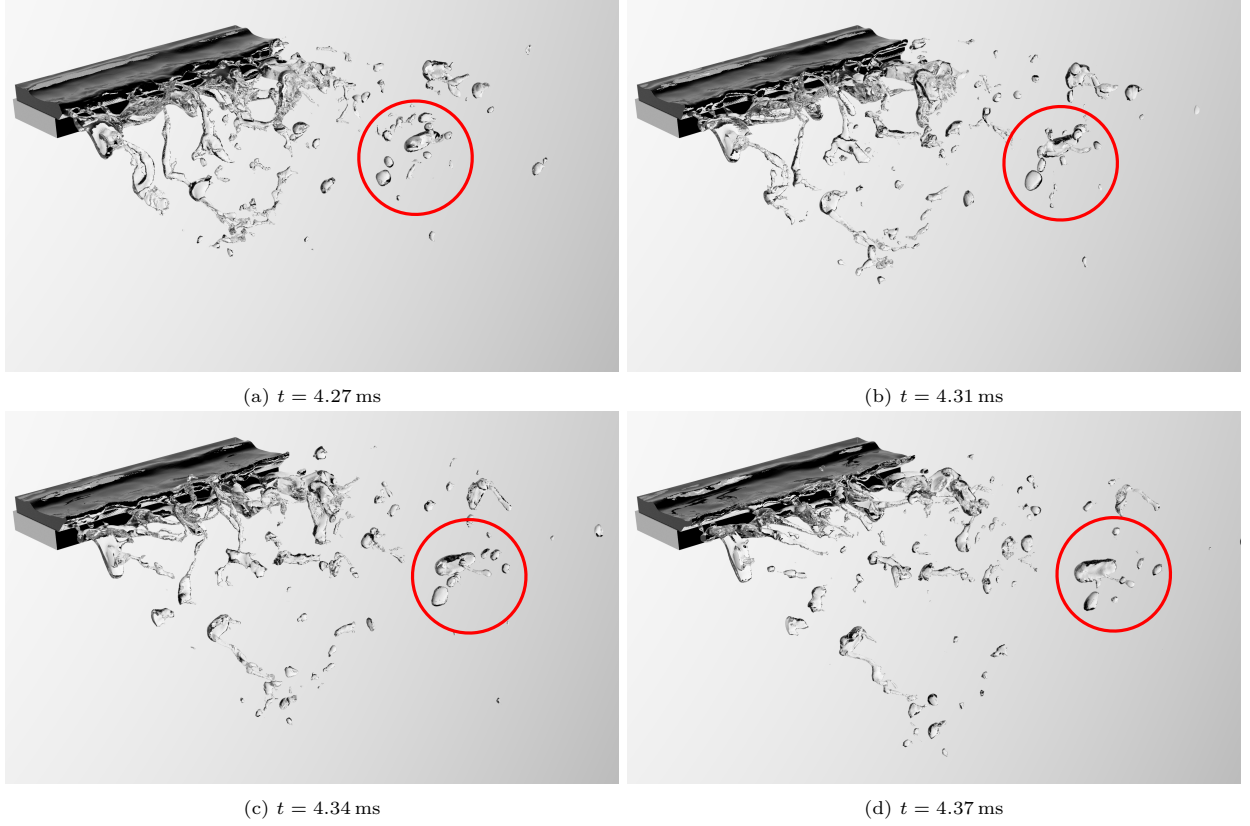 (a) t = 4.27 ms
(b) t = 4.31 ms
(c) t = 4.34 ms
(d) t = 4.37 ms